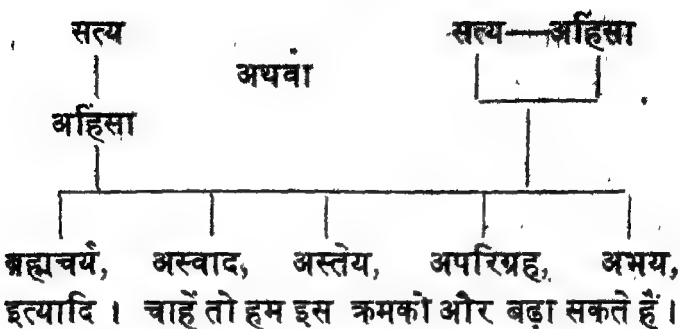 सत्य सत्य—अहिंसा
अथवा
अहिंसा
ब्रह्मचर्य, अस्वाद, अस्तेय, अपरिग्रह, अभय,
इत्यादि । चाहें तो हम इस क्रमको और बढ़ा सकते हैं।